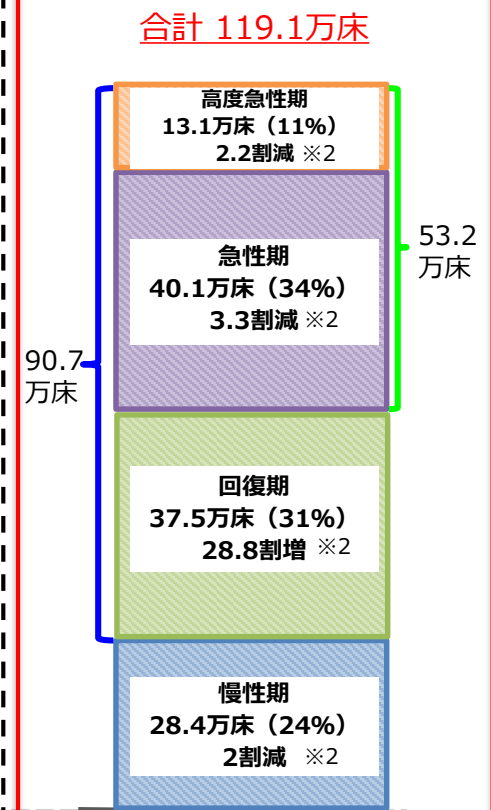 合計 119.1万床
高度急性期
13.1万床（11%）
2.2割減 ※2
53.2
万床
急性期
40.1万床（34%）
3.3割減 ※2
90.7
万床
回復期
37.5万床（31%）
28.8割増 ※2
慢性期
28.4万床（24%）
2割減 ※2